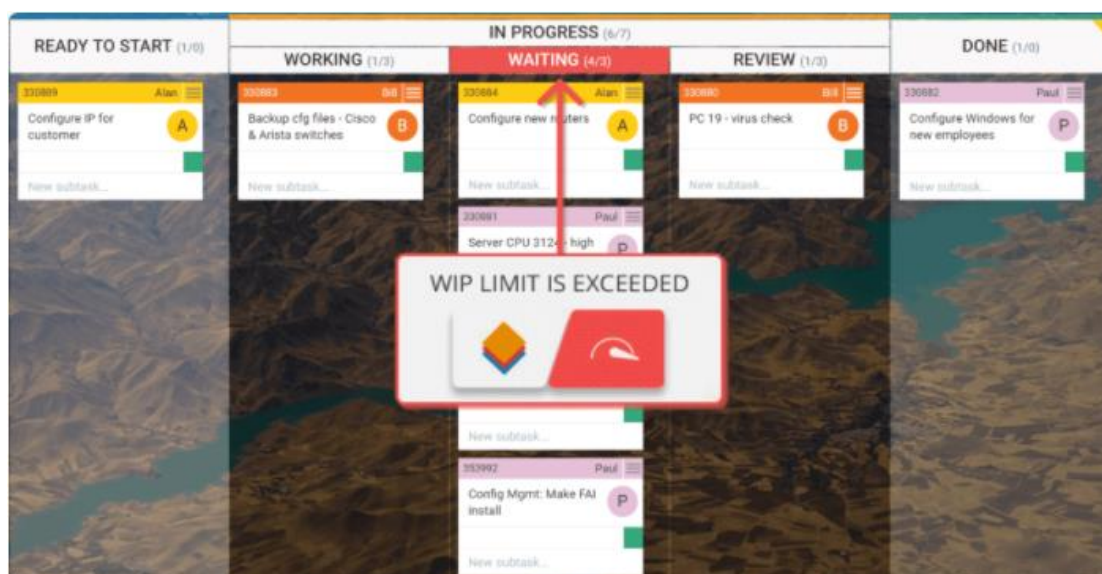 READY TO START (1/0)
IN PROGRESS (6/7)
WORKING (1/3)
WAITING (4/3)
REVIEW (1/3)
DONE (1/0)
330889 Alan
Configure IP for
customer
A
New subtask...
330883 Bill
Backup cfg files - Cisco
& Arista switches
B
New subtask...
330884 Alan
Configure new routers
A
330881 Paul
Server CPU 3124 - high
P
WIP LIMIT IS EXCEEDED
New subtask...
353992 Paul
Config Mgmt: Make FAI
install
P
New subtask...
330880 Bill
PC 19 - virus check
B
New subtask...
330882 Paul
Configure Windows for
new employees
P
New subtask...